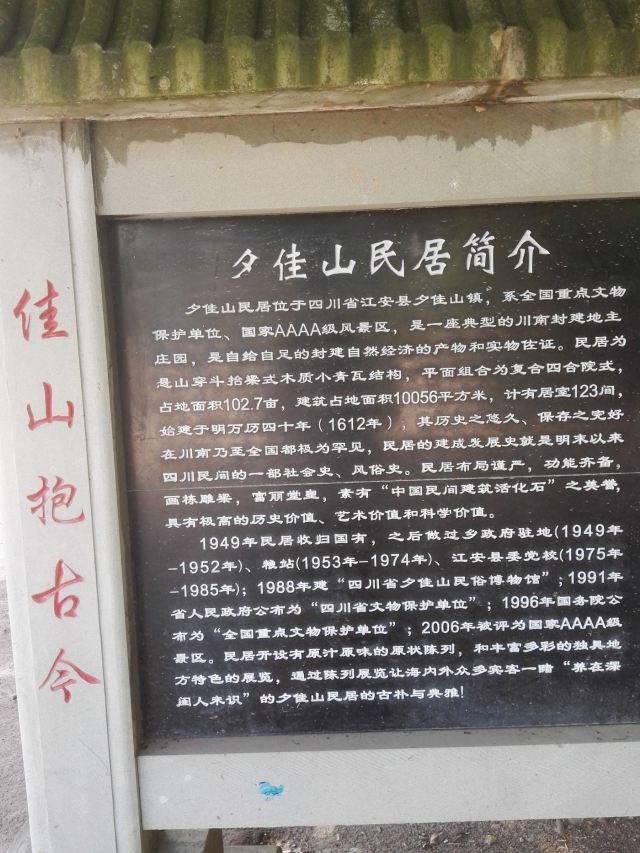 夕佳山民居简介
夕佳山民居位于四川省江安县夕佳山镇，系全国重点文物
保护单位、国家AAAA级风景区，是一座典型的川南封建地主
庄园，是自给自足的封建自然经济的产物和实物佐证。民居为
悬山穿斗抬梁式木质小青瓦结构，平面组合为复合四合院式，
占地面积102.7亩，建筑占地面积10056平方米，计有居室123间，
始建于明万历四十年（1612年），其历史之悠久、保存之完好
在川南乃至全国都极为罕见，民居的建成发展史就是明末以来
四川民间的一部社会史、风俗史。民居布局谨严，功能齐备，
画栋雕梁，富丽堂皇，素有“中国民间建筑活化石”之美誉，
具有极高的历史价值、艺术价值和科学价值。
1949年民居收归国有，之后做过乡政府驻地(1949年
-1952年)、粮站(1953年-1974年)、江安县委党校(1975年
-1985年)；1988年建“四川省夕佳山民俗博物馆”；1991年
省人民政府公布为“四川省文物保护单位”；1996年国务院公
布为“全国重点文物保护单位”；2006年被评为国家AAAA级
景区。民居开设有原汁原味的原状陈列，和丰富多彩的独具地
方特色的展览，通过陈列展览让海内外众多宾客一睹“养在深
闺人未识”的夕佳山民居的古朴与典雅!
佳山抱古今